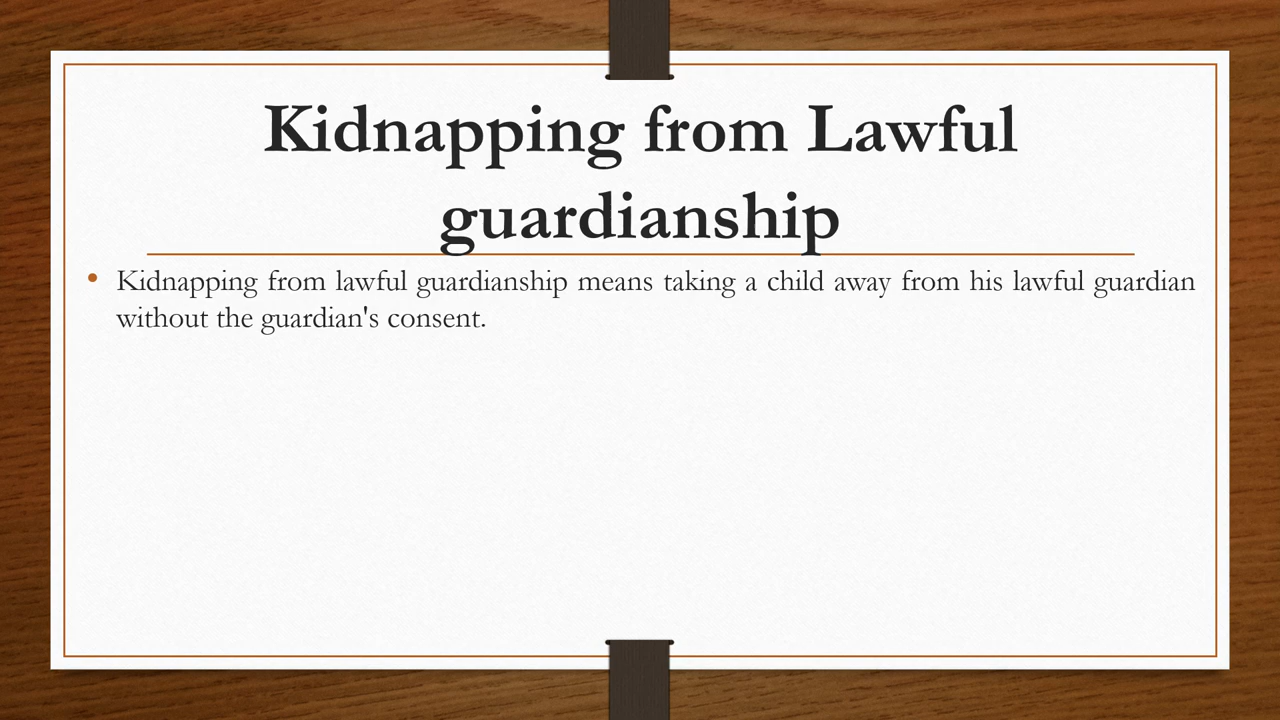 Kidnapping from Lawful
guardianship
• Kidnapping from lawful guardianship means taking a child away from his lawful guardian
without the guardian's consent.